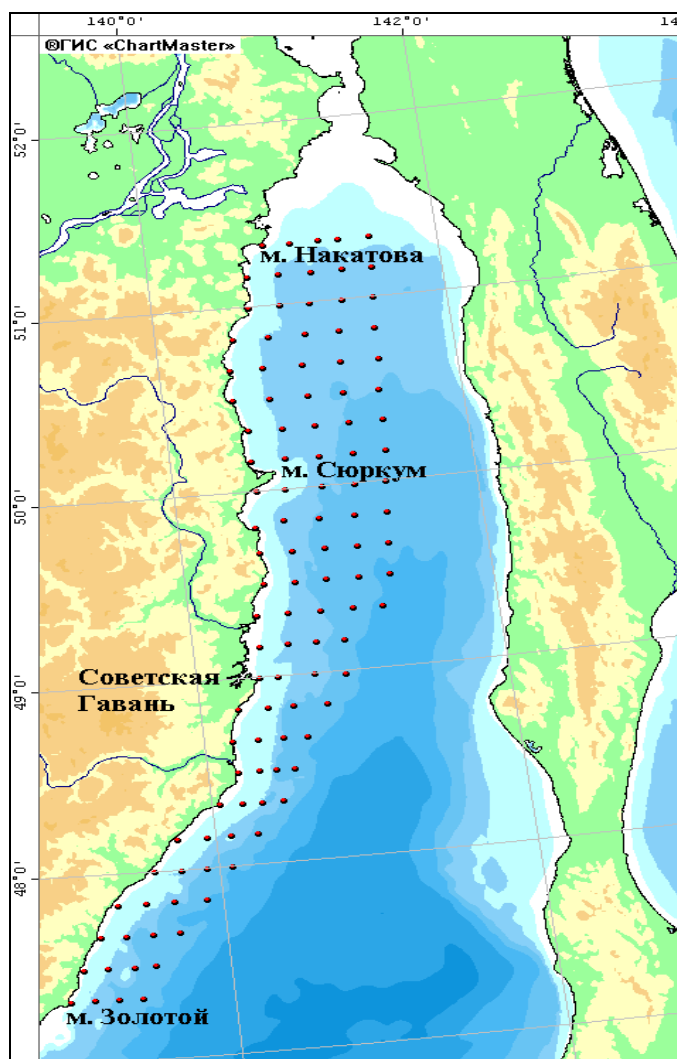 140°0' 142°0' 14
®ГИС «ChartMaster»
52°0'
м. Накатова
51°0'
м. Сюркум
50°0'
Советская
Гавань
49°0'
48°0'
м. Золотой